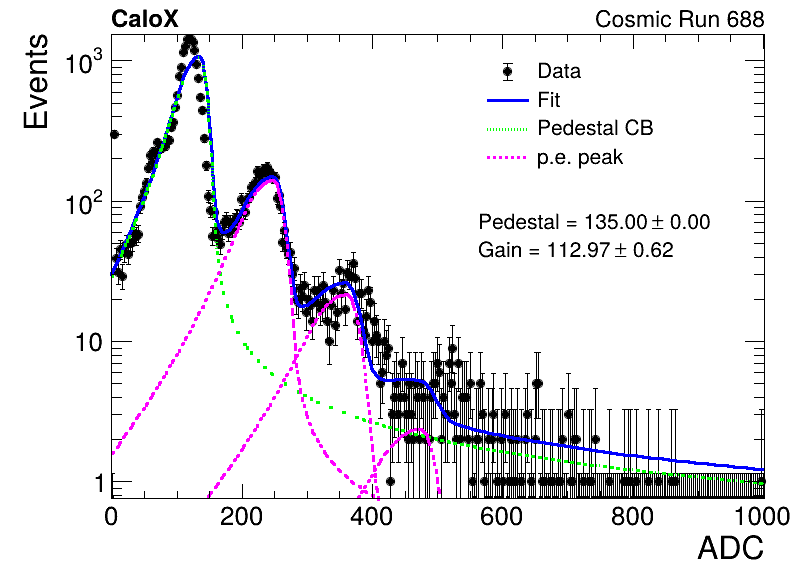 CaloX Cosmic Run 688
Events
10³
10²
10
1
Data
Fit
Pedestal CB
p.e. peak
Pedestal = 135.00 ± 0.00
Gain = 112.97 ± 0.62
0 200 400 600 800 1000
ADC